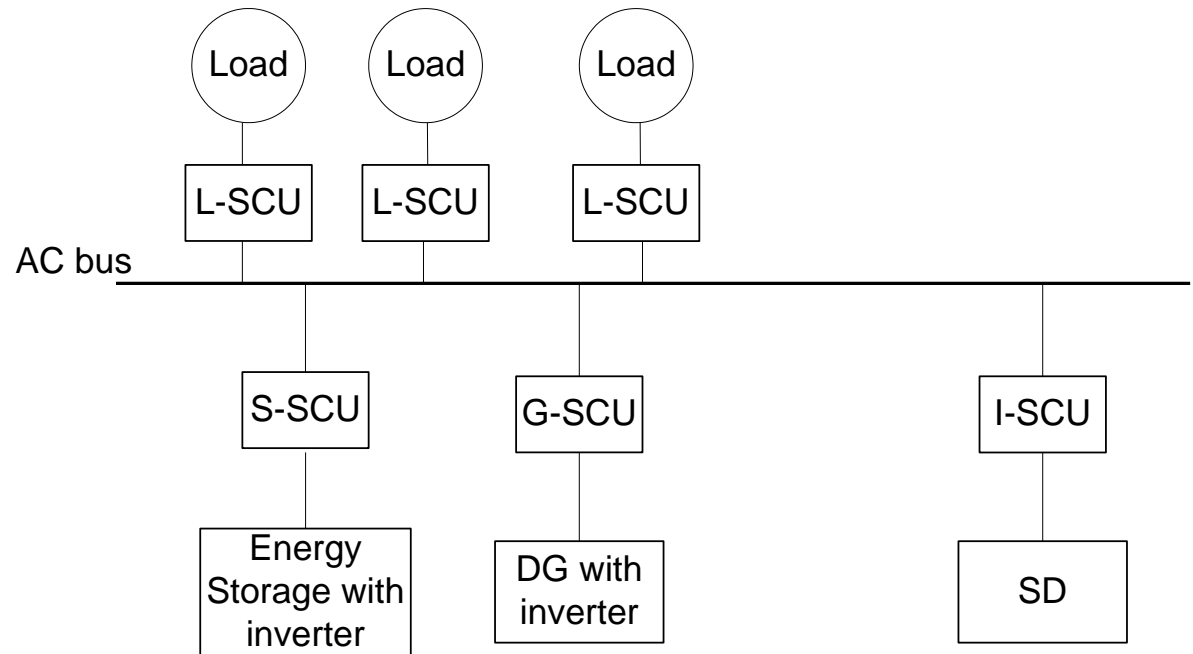 Load
Load
Load
L-SCU
L-SCU
L-SCU
AC bus
S-SCU
G-SCU
I-SCU
Energy
Storage with
inverter
DG with
inverter
SD